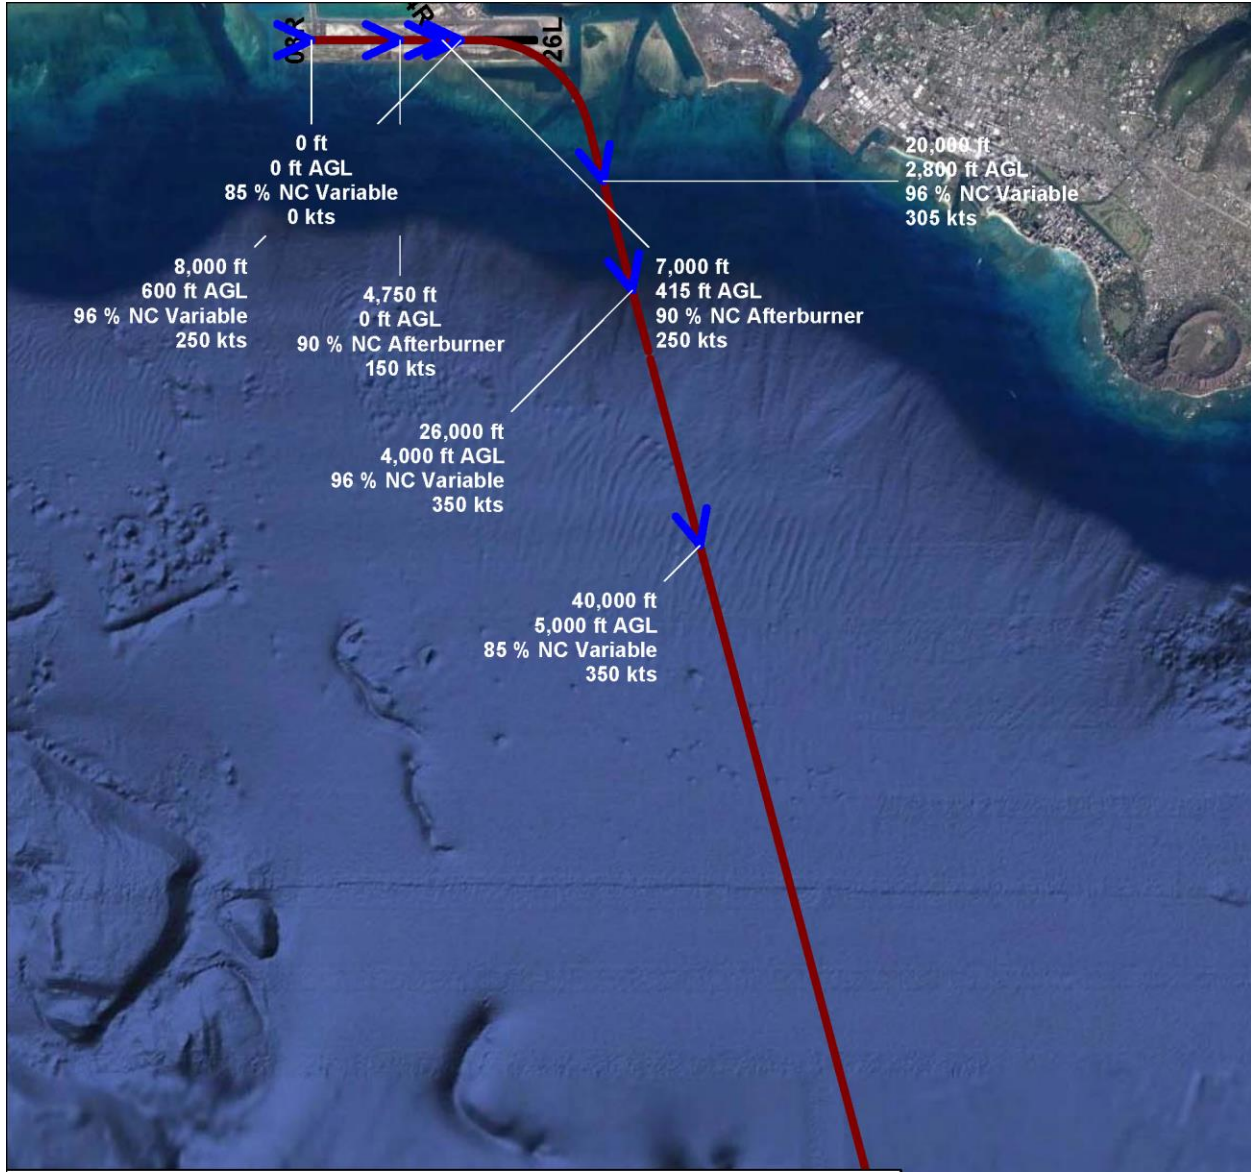 08R
4R
26L
0 ft
0 ft AGL
85 % NC Variable
0 kts
20,000 ft
2,800 ft AGL
96 % NC Variable
305 kts
8,000 ft
600 ft AGL
96 % NC Variable
250 kts
4,750 ft
0 ft AGL
90 % NC Afterburner
150 kts
7,000 ft
415 ft AGL
90 % NC Afterburner
250 kts
26,000 ft
4,000 ft AGL
96 % NC Variable
350 kts
40,000 ft
5,000 ft AGL
85 % NC Variable
350 kts